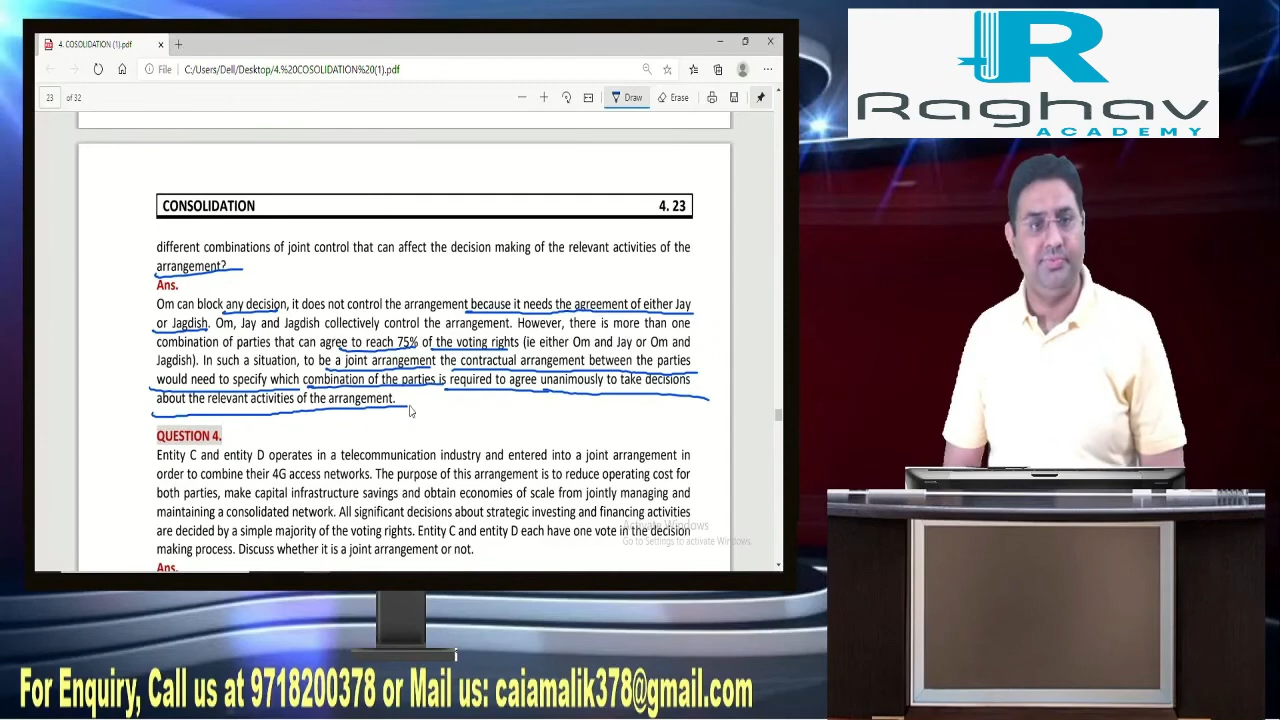 4. COSOLIDATION (1).pdf
File
C:/Users/Dell/Desktop/4.%20COSOLIDATION%20(1).pdf
23 of 32
Draw
Erase
CONSOLIDATION 4. 23
different combinations of joint control that can affect the decision making of the relevant activities of the
arrangement?
Ans.
Om can block any decision, it does not control the arrangement because it needs the agreement of either Jay
or Jagdish. Om, Jay and Jagdish collectively control the arrangement. However, there is more than one
combination of parties that can agree to reach 75% of the voting rights (ie either Om and Jay or Om and
Jagdish). In such a situation, to be a joint arrangement the contractual arrangement between the parties
would need to specify which combination of the parties is required to agree unanimously to take decisions
about the relevant activities of the arrangement.
QUESTION 4.
Entity C and entity D operates in a telecommunication industry and entered into a joint arrangement in
order to combine their 4G access networks. The purpose of this arrangement is to reduce operating cost for
both parties, make capital infrastructure savings and obtain economies of scale from jointly managing and
maintaining a consolidated network. All significant decisions about strategic investing and financing activities
are decided by a simple majority of the voting rights. Entity C and entity D each have one vote in the decision
making process. Discuss whether it is a joint arrangement or not.
Ans.
Activate Windows
Go to Settings to activate Windows.
R
Raghav
ACADEMY
For Enquiry, Call us at 9718200378 or Mail us: caiamalik378@gmail.com